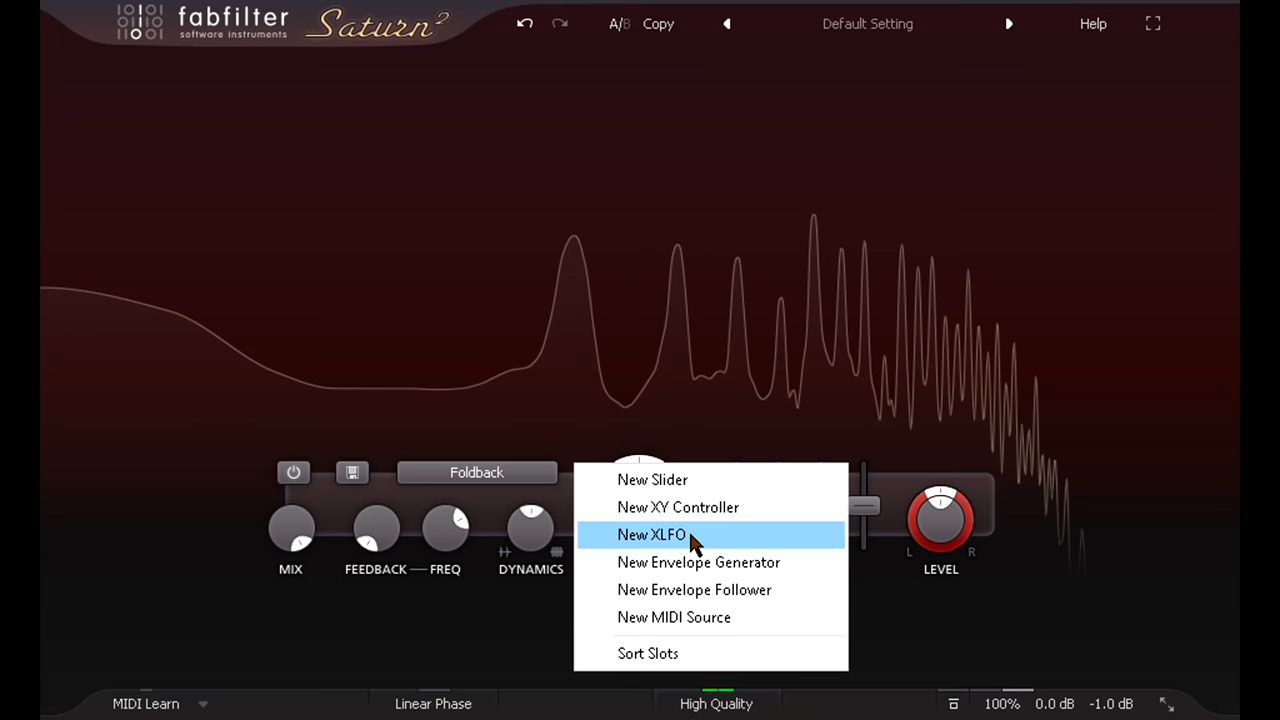 fabfilter
software instruments
Saturn 2
A/B
Copy
Default Setting
Help
Foldback
MIX
FEEDBACK
FREQ
DYNAMICS
New Slider
New XY Controller
New XLFO
New Envelope Generator
New Envelope Follower
New MIDI Source
Sort Slots
L
R
LEVEL
MIDI Learn
Linear Phase
High Quality
100%
0.0 dB
-1.0 dB